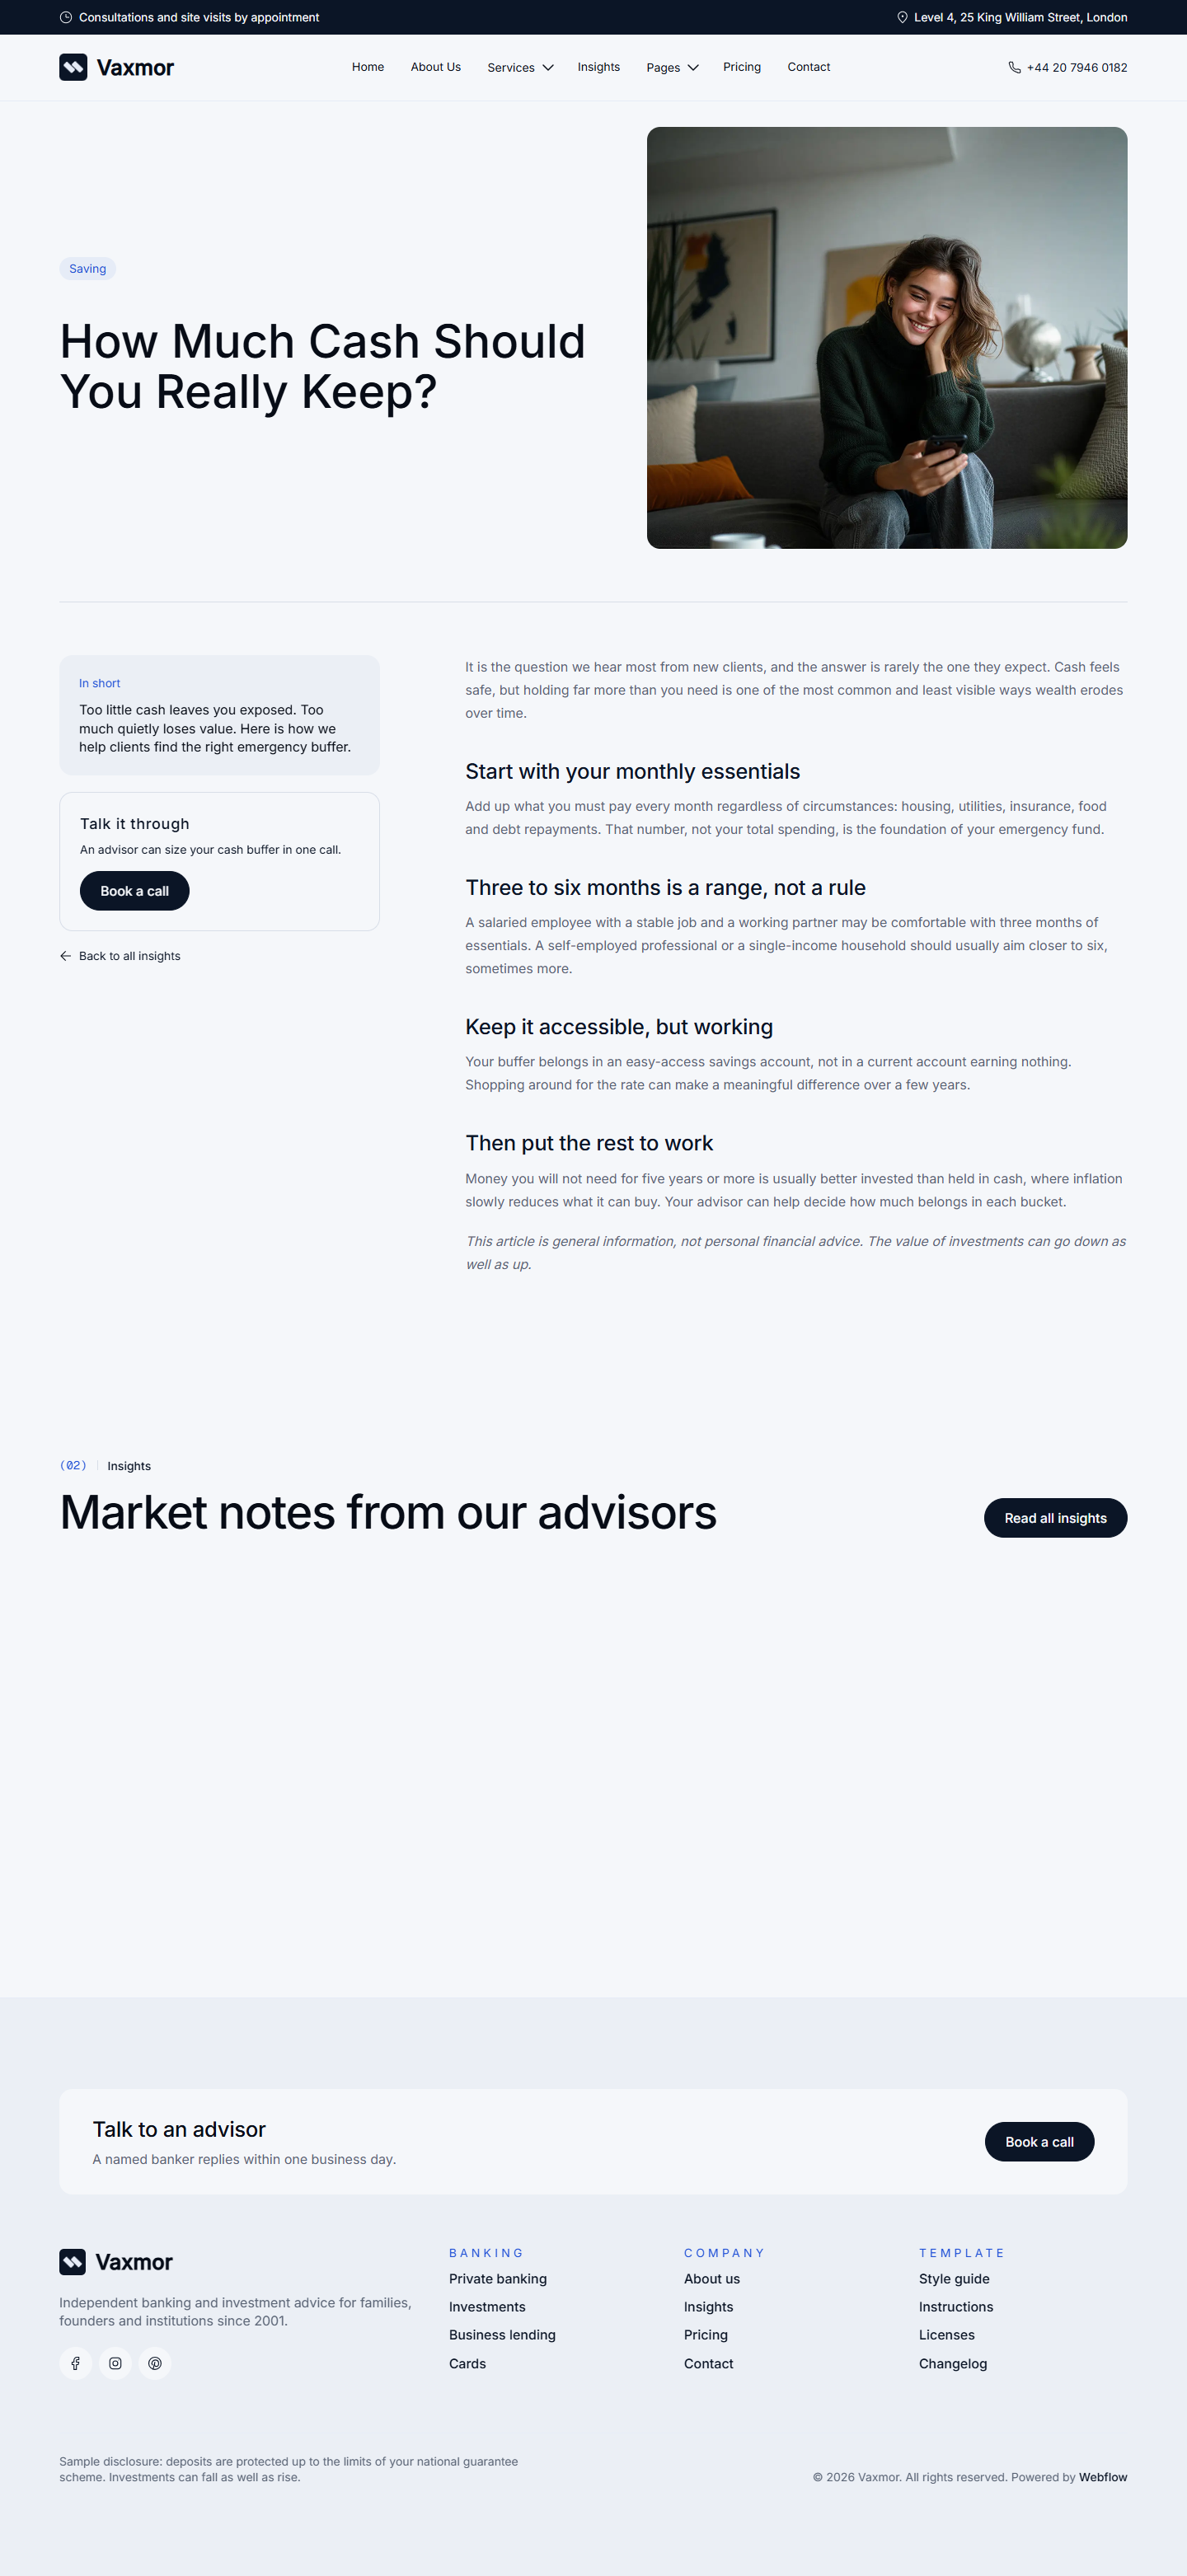 Consultations and site visits by appointment
Level 4, 25 King William Street, London
Vaxmor
Home
About Us
Services
Insights
Pages
Pricing
Contact
+44 20 7946 0182
Saving
How Much Cash Should
You Really Keep?
In short
Too little cash leaves you exposed. Too
much quietly loses value. Here is how we
help clients find the right emergency buffer.
Talk it through
An advisor can size your cash buffer in one call.
Book a call
Back to all insights
It is the question we hear most from new clients, and the answer is rarely the one they expect. Cash feels
safe, but holding far more than you need is one of the most common and least visible ways wealth erodes
over time.
Start with your monthly essentials
Add up what you must pay every month regardless of circumstances: housing, utilities, insurance, food
and debt repayments. That number, not your total spending, is the foundation of your emergency fund.
Three to six months is a range, not a rule
A salaried employee with a stable job and a working partner may be comfortable with three months of
essentials. A self-employed professional or a single-income household should usually aim closer to six,
sometimes more.
Keep it accessible, but working
Your buffer belongs in an easy-access savings account, not in a current account earning nothing.
Shopping around for the rate can make a meaningful difference over a few years.
Then put the rest to work
Money you will not need for five years or more is usually better invested than held in cash, where inflation
slowly reduces what it can buy. Your advisor can help decide how much belongs in each bucket.
This article is general information, not personal financial advice. The value of investments can go down as
well as up.
(02)
Insights
Market notes from our advisors
Read all insights
Talk to an advisor
A named banker replies within one business day.
Book a call
Vaxmor
Independent banking and investment advice for families,
founders and institutions since 2001.
BANKING
Private banking
Investments
Business lending
Cards
COMPANY
About us
Insights
Pricing
Contact
TEMPLATE
Style guide
Instructions
Licenses
Changelog
Sample disclosure: deposits are protected up to the limits of your national guarantee
scheme. Investments can fall as well as rise.
© 2026 Vaxmor. All rights reserved. Powered by Webflow